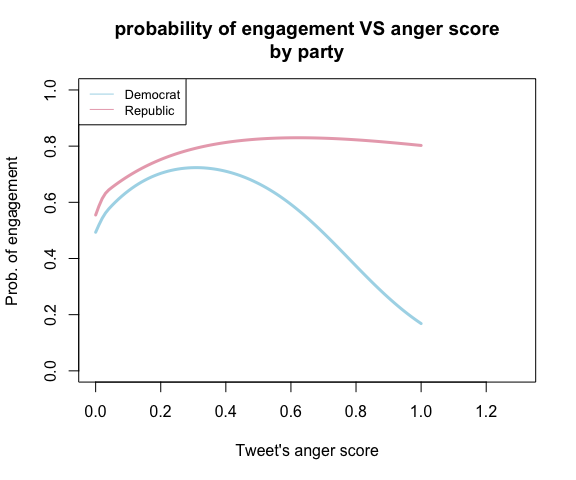 probability of engagement VS anger score
by party
Democrat
Republic
Prob. of engagement
1.0
0.8
0.6
0.4
0.2
0.0
0.0 0.2 0.4 0.6 0.8 1.0 1.2
Tweet's anger score